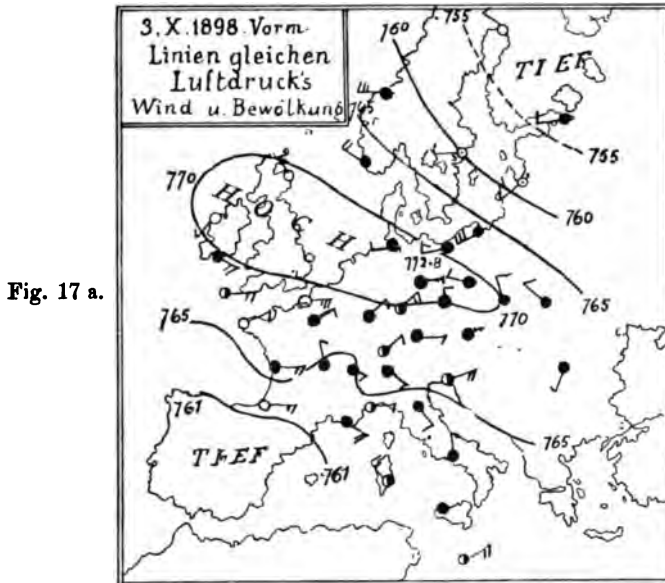 3. X. 1898. Vorm.
Linien gleichen
Luftdruck's
Wind u. Bewölkung
755
760
TIEF
745
755
770
HOCH
760
772·8
Fig. 17 a.
765
770
765
761
765
TIEF
761